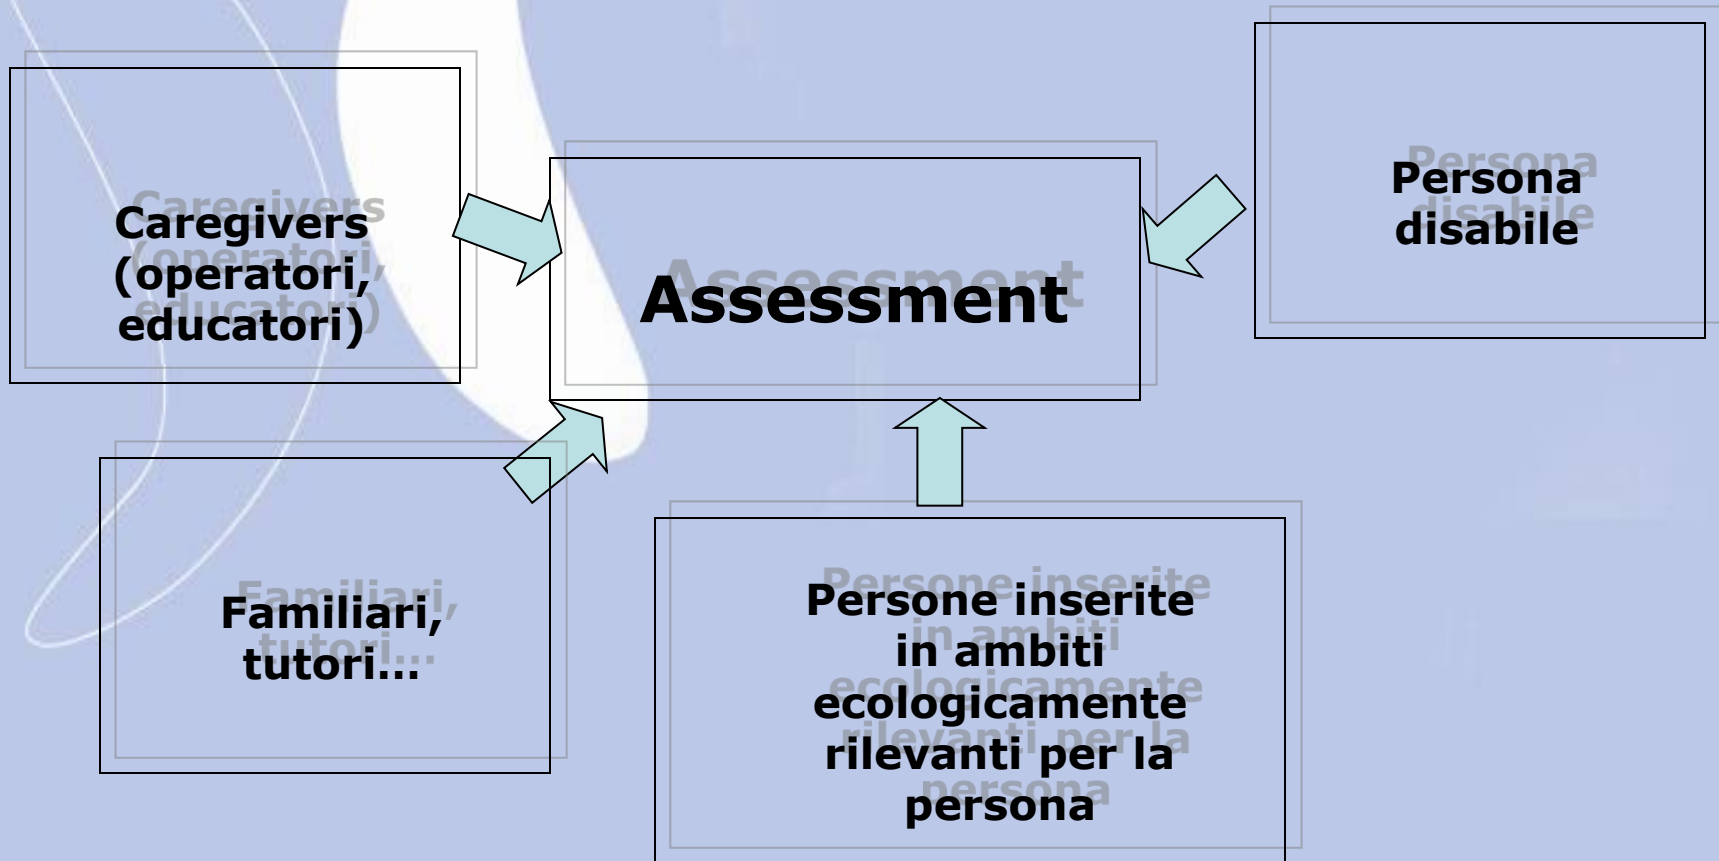 Caregivers
(operatori,
educatori)
Assessment
Persona
disabile
Familiari,
tutori...
Persone inserite
in ambiti
ecologicamente
rilevanti per la
persona